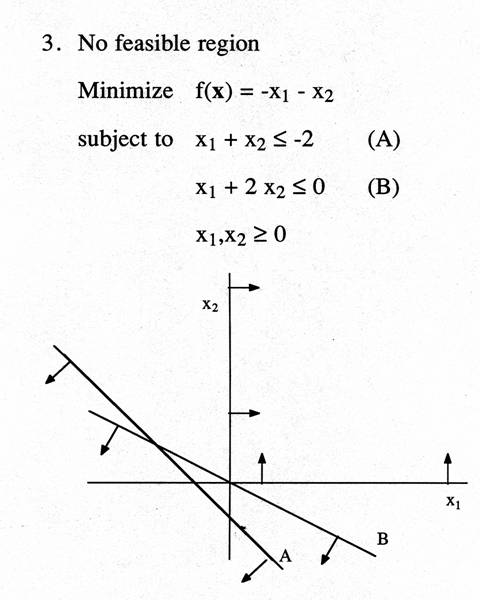 3. No feasible region
Minimize f(x) = -x₁ - x₂
subject to x₁ + x₂ ≤ -2 (A)
x₁ + 2 x₂ ≤ 0 (B)
x₁,x₂ ≥ 0
x₂
x₁
B
A